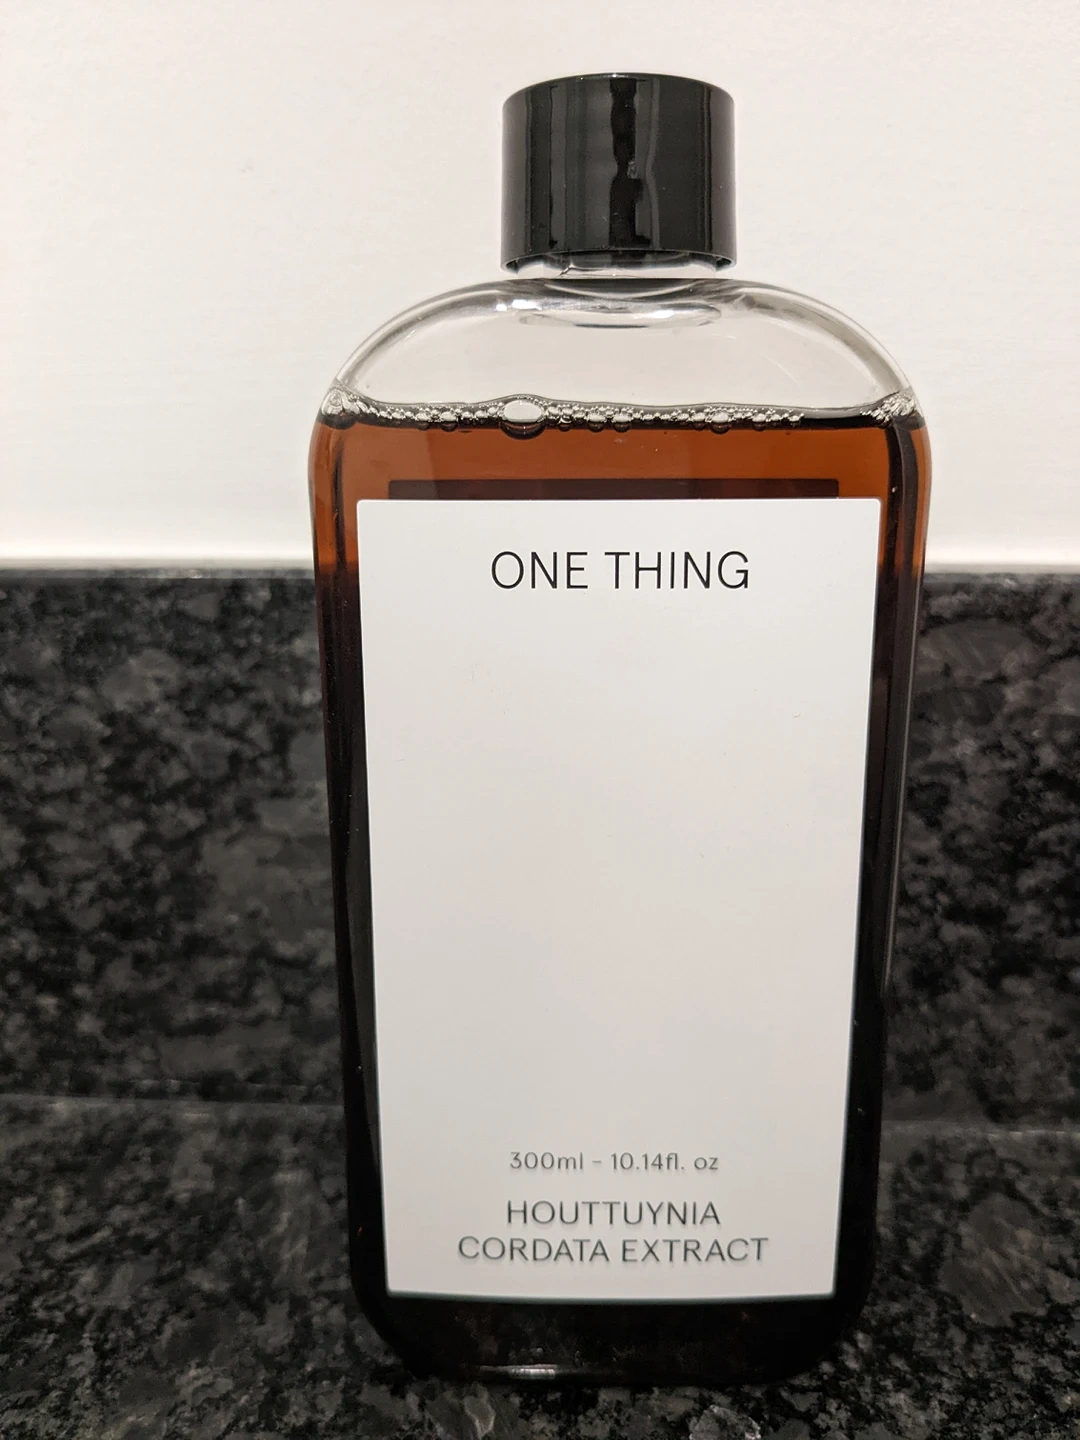 ONE THING
300ml - 10.14fl. oz
HOUTTUYNIA
CORDATA EXTRACT